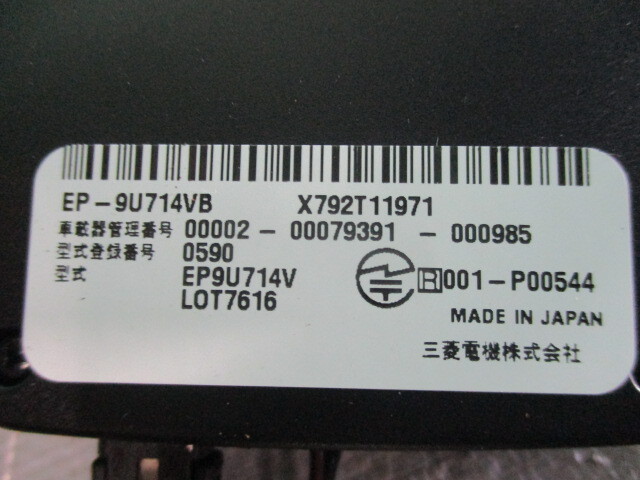 EP-9U714VB X792T11971
車載器管理番号 00002-00079391-000985
型式登録番号 0590
型式 EP9U714V
LOT7616
R 001-P00544
MADE IN JAPAN
三菱電機株式会社